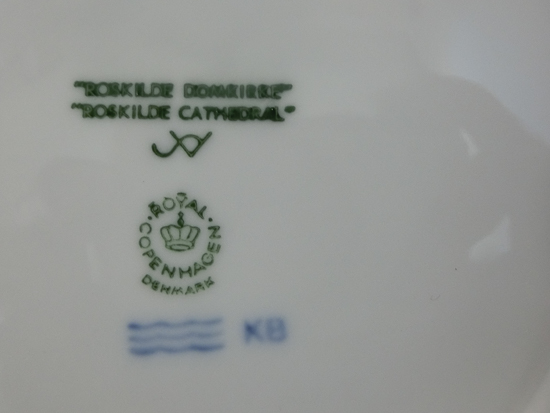 "ROSKILDE DOMKIRKE"
"ROSKILDE CATHEDRAL"
ROYAL
COPENHAGEN
DENMARK
KB